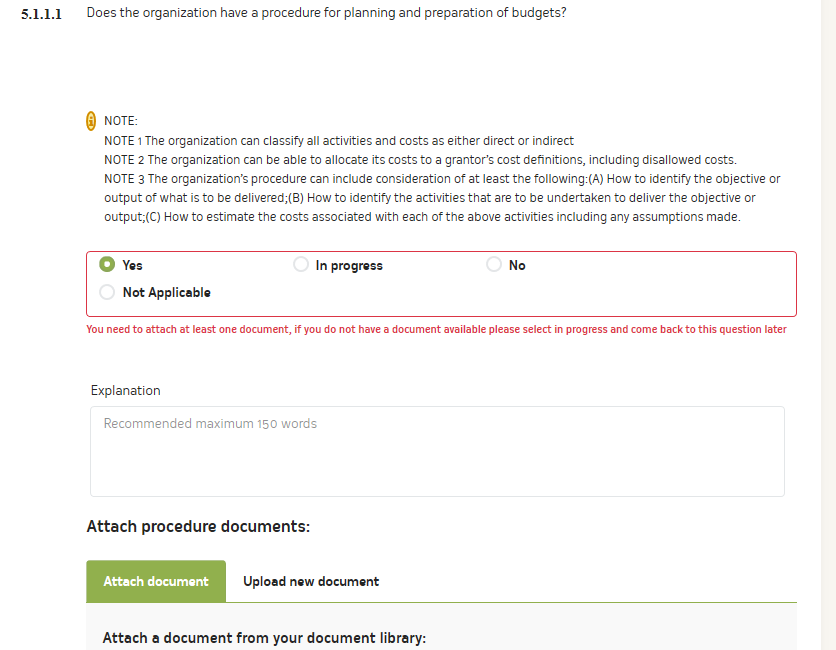 5.1.1.1 Does the organization have a procedure for planning and preparation of budgets?
NOTE:
NOTE 1 The organization can classify all activities and costs as either direct or indirect
NOTE 2 The organization can be able to allocate its costs to a grantor's cost definitions, including disallowed costs.
NOTE 3 The organization's procedure can include consideration of at least the following:(A) How to identify the objective or
output of what is to be delivered;(B) How to identify the activities that are to be undertaken to deliver the objective or
output;(C) How to estimate the costs associated with each of the above activities including any assumptions made.
Yes In progress No
Not Applicable
You need to attach at least one document, if you do not have a document available please select in progress and come back to this question later
Explanation
Recommended maximum 150 words
Attach procedure documents:
Attach document Upload new document
Attach a document from your document library: